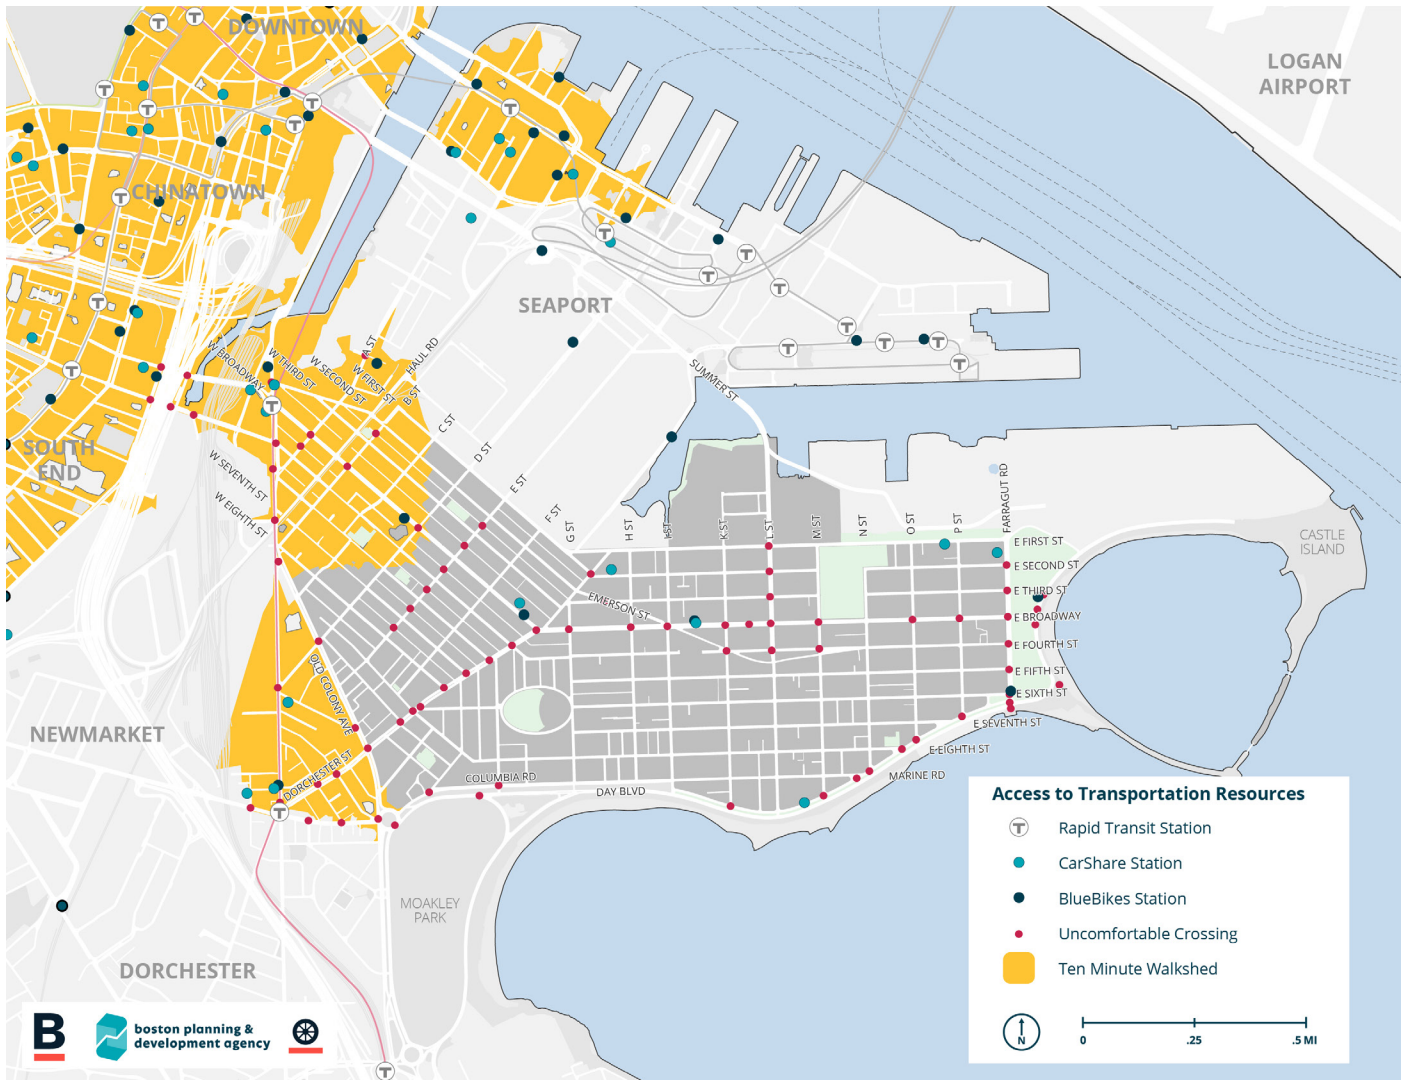 DOWNTOWN
LOGAN
AIRPORT
CHINATOWN
SEAPORT
A ST
HAUL RD
W BROADWAY
W THIRD ST
W SECOND ST
W FIRST ST
B ST
SUMMER ST
C ST
D ST
E ST
F ST
G ST
H ST
K ST
L ST
M ST
N ST
O ST
P ST
FARRAGUT RD
SOUTH
END
W SEVENTH ST
W EIGHTH ST
CASTLE
ISLAND
E FIRST ST
E SECOND ST
E THIRD ST
EMERSON ST
E BROADWAY
E FOURTH ST
E FIFTH ST
E SIXTH ST
OLD COLONY AVE
E SEVENTH ST
NEWMARKET
E EIGHTH ST
DORCHESTER ST
COLUMBIA RD
MARINE RD
DAY BLVD
MOAKLEY
PARK
DORCHESTER
Access to Transportation Resources
T
Rapid Transit Station
CarShare Station
BlueBikes Station
Uncomfortable Crossing
Ten Minute Walkshed
N
0 .25 .5 MI
B
boston planning &
development agency